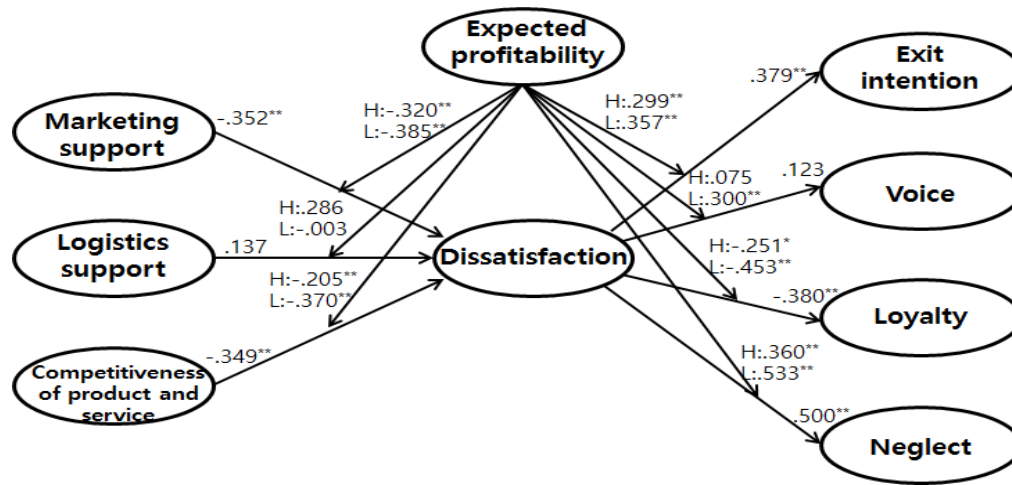 Expected
profitability
Exit
intention
.379**
Marketing
support
-.352**
H:-.320**
L:-.385**
H:.299**
L:.357**
H:.075
L:.300**
.123
Voice
H:.286
L:-.003
Logistics
support
.137
Dissatisfaction
H:-.251*
L:-.453**
-.380**
Loyalty
H:-.205**
L:-.370**
-.349**
Competitiveness
of product and
service
H:.360**
L:.533**
.500**
Neglect